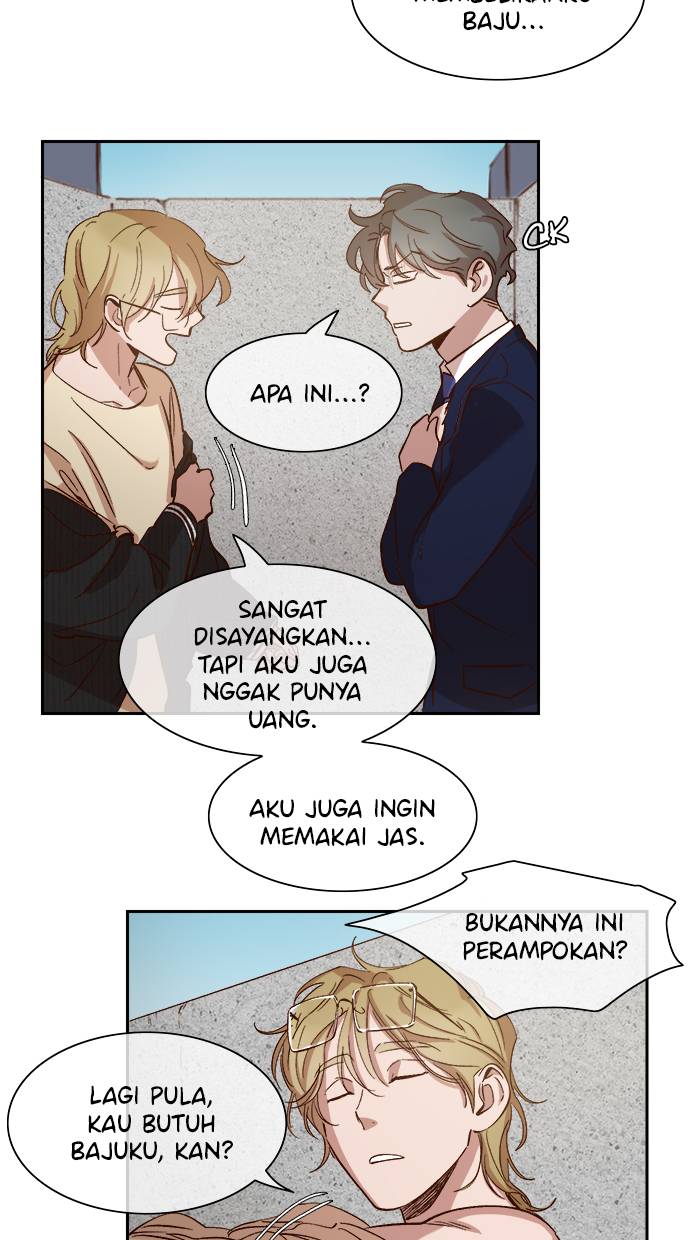 BAJU...
CK
APA INI...?
SANGAT
DISAYANGKAN...
TAPI AKU JUGA
NGGAK PUNYA
UANG.
AKU JUGA INGIN
MEMAKAI JAS.
BUKANNYA INI
PERAMPOKAN?
LAGI PULA,
KAU BUTUH
BAJUKU, KAN?